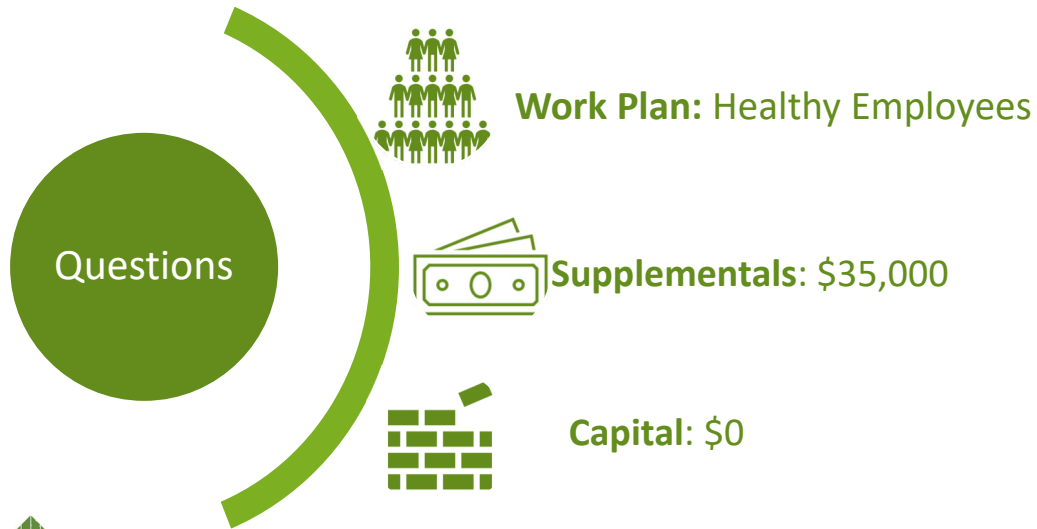 Questions
Work Plan: Healthy Employees
Supplementals: $35,000
Capital: $0